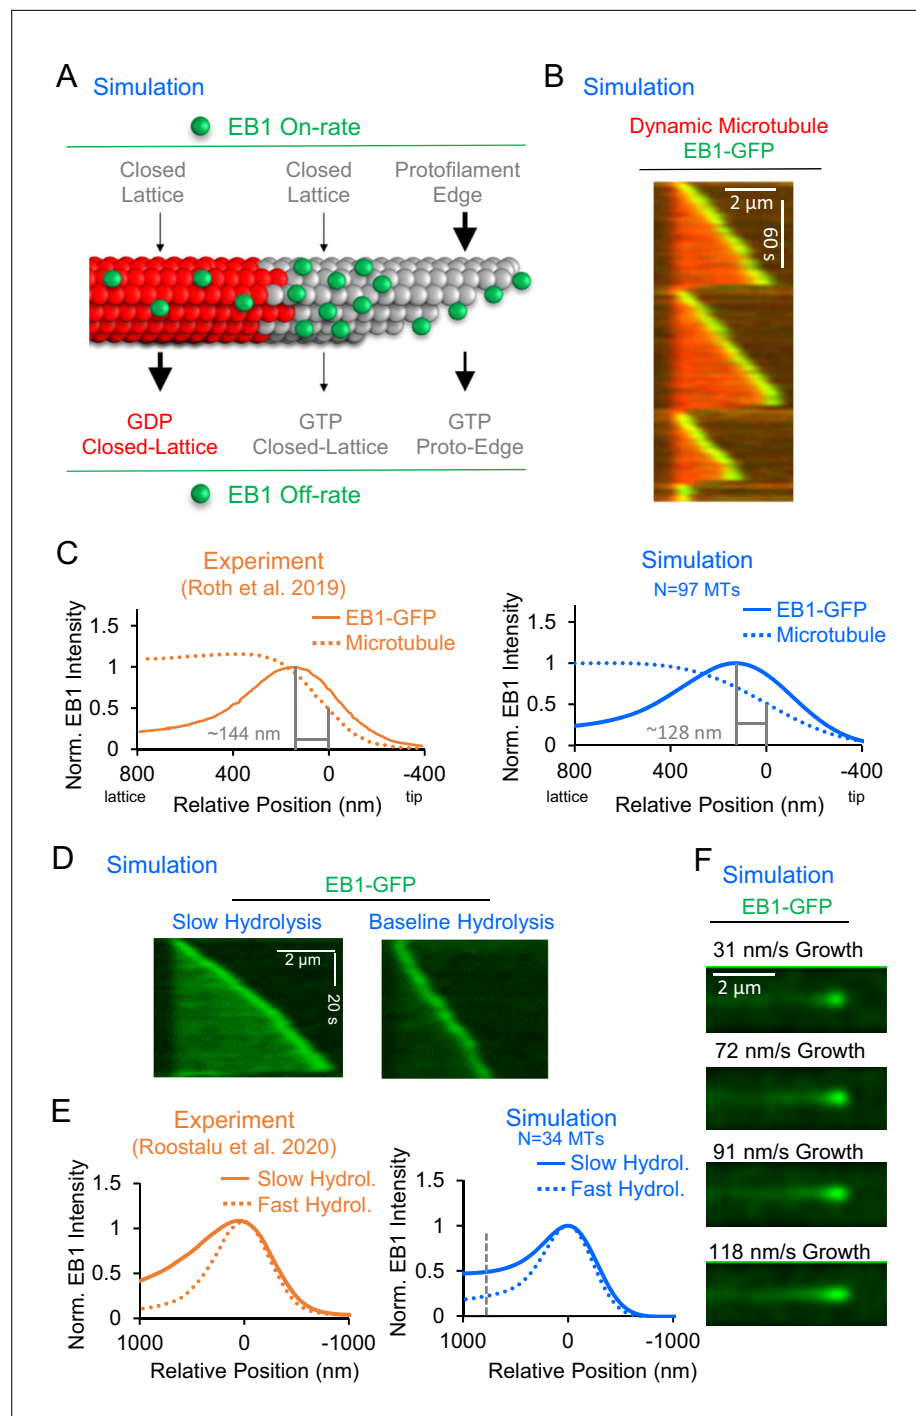 A
Simulation
EB1 On-rate
Closed
Lattice
Closed
Lattice
Protofilament
Edge
GDP
Closed-Lattice
GTP
Closed-Lattice
GTP
Proto-Edge
EB1 Off-rate
B
Simulation
Dynamic Microtubule
EB1-GFP
2 µm
60 s
C
Experiment
(Roth et al. 2019)
Norm. EB1 Intensity
1.5
1
0.5
0
EB1-GFP
Microtubule
~144 nm
800
400
0
-400
lattice
Relative Position (nm)
tip
Simulation
N=97 MTs
Norm. EB1 Intensity
1.5
1
0.5
0
EB1-GFP
Microtubule
~128 nm
800
400
0
-400
lattice
Relative Position (nm)
tip
D
Simulation
EB1-GFP
Slow Hydrolysis
Baseline Hydrolysis
2 µm
20 s
E
Experiment
(Roostalu et al. 2020)
Norm. EB1 Intensity
1.5
1
0.5
0
Slow Hydrol.
Fast Hydrol.
1000
0
-1000
Relative Position (nm)
Simulation
N=34 MTs
Norm. EB1 Intensity
1.5
1
0.5
0
Slow Hydrol.
Fast Hydrol.
1000
0
-1000
Relative Position (nm)
F
Simulation
EB1-GFP
31 nm/s Growth
2 µm
72 nm/s Growth
91 nm/s Growth
118 nm/s Growth